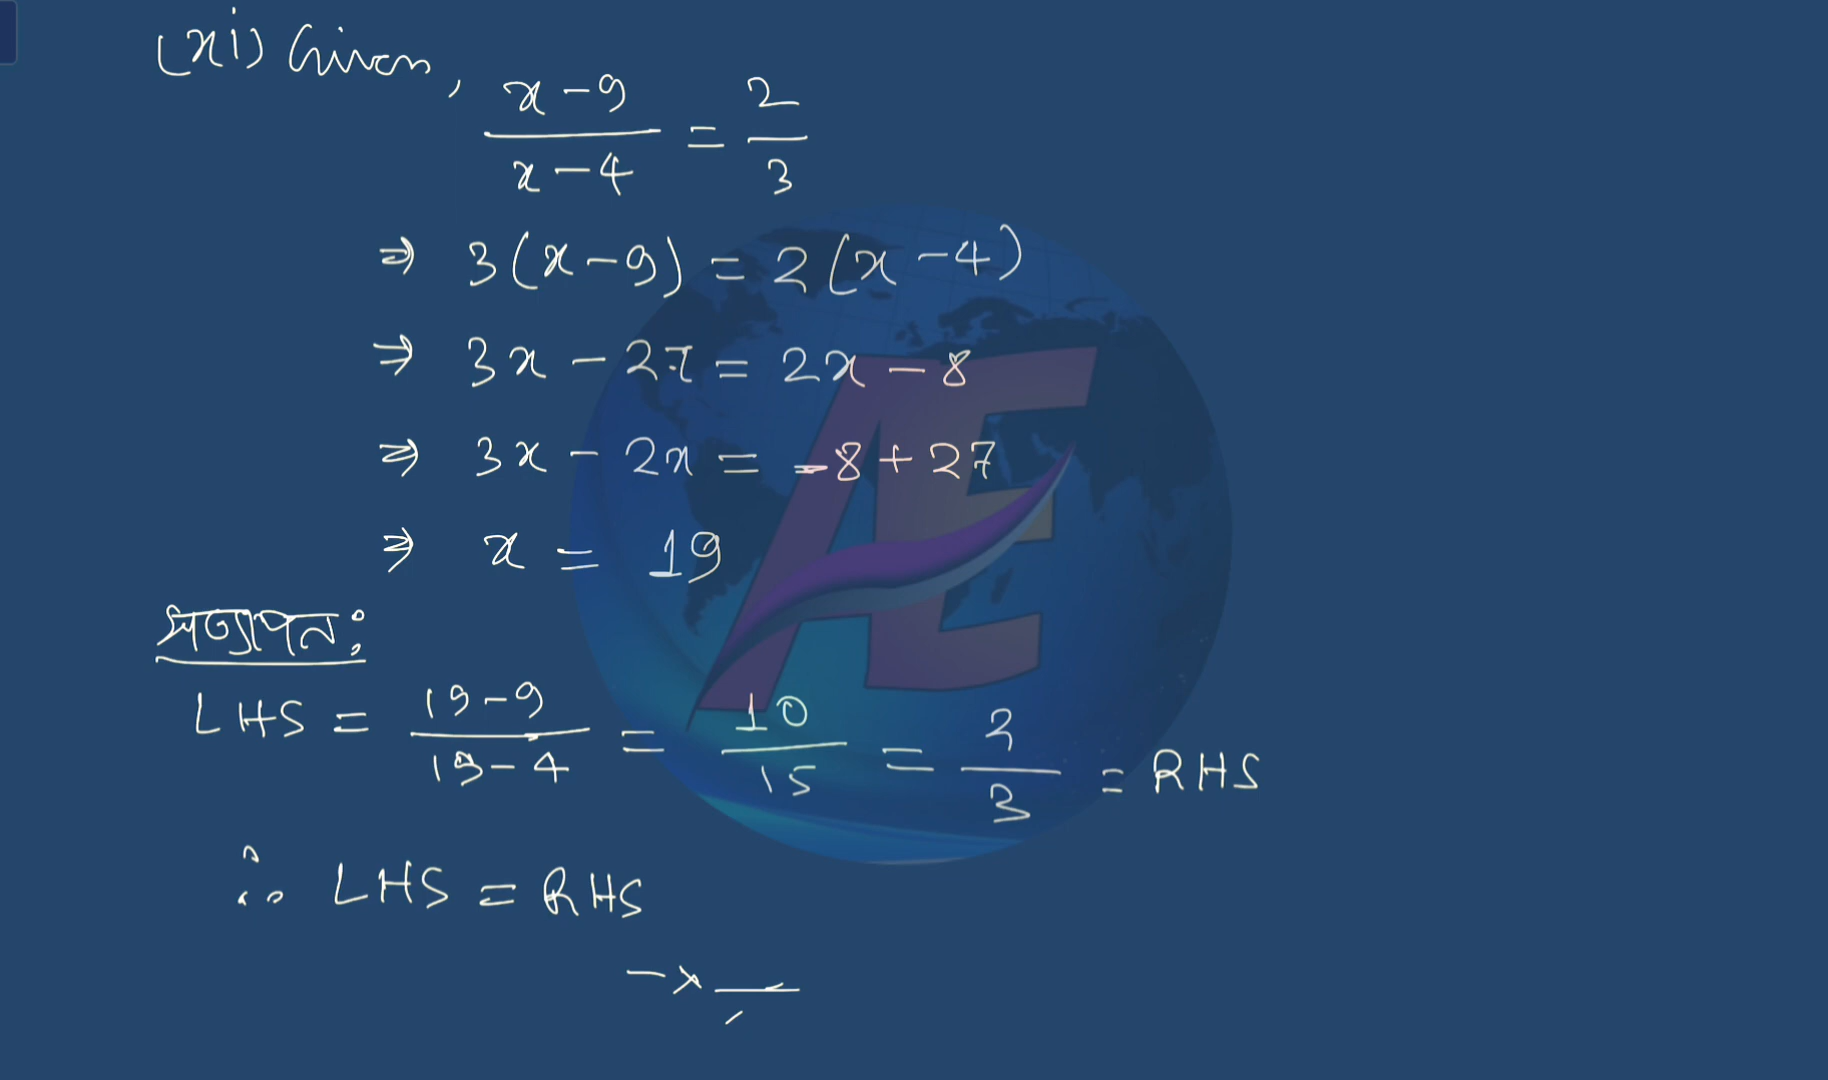 (xi) Given,
x-9 / x-4 = 2/3
⇒ 3(x-9) = 2(x-4)
⇒ 3x - 27 = 2x - 8
⇒ 3x - 2x = -8 + 27
⇒ x = 19
সত্যাপন:
LHS = 19-9 / 19-4 = 10/15 = 2/3 = RHS
∴ LHS = RHS
Æ